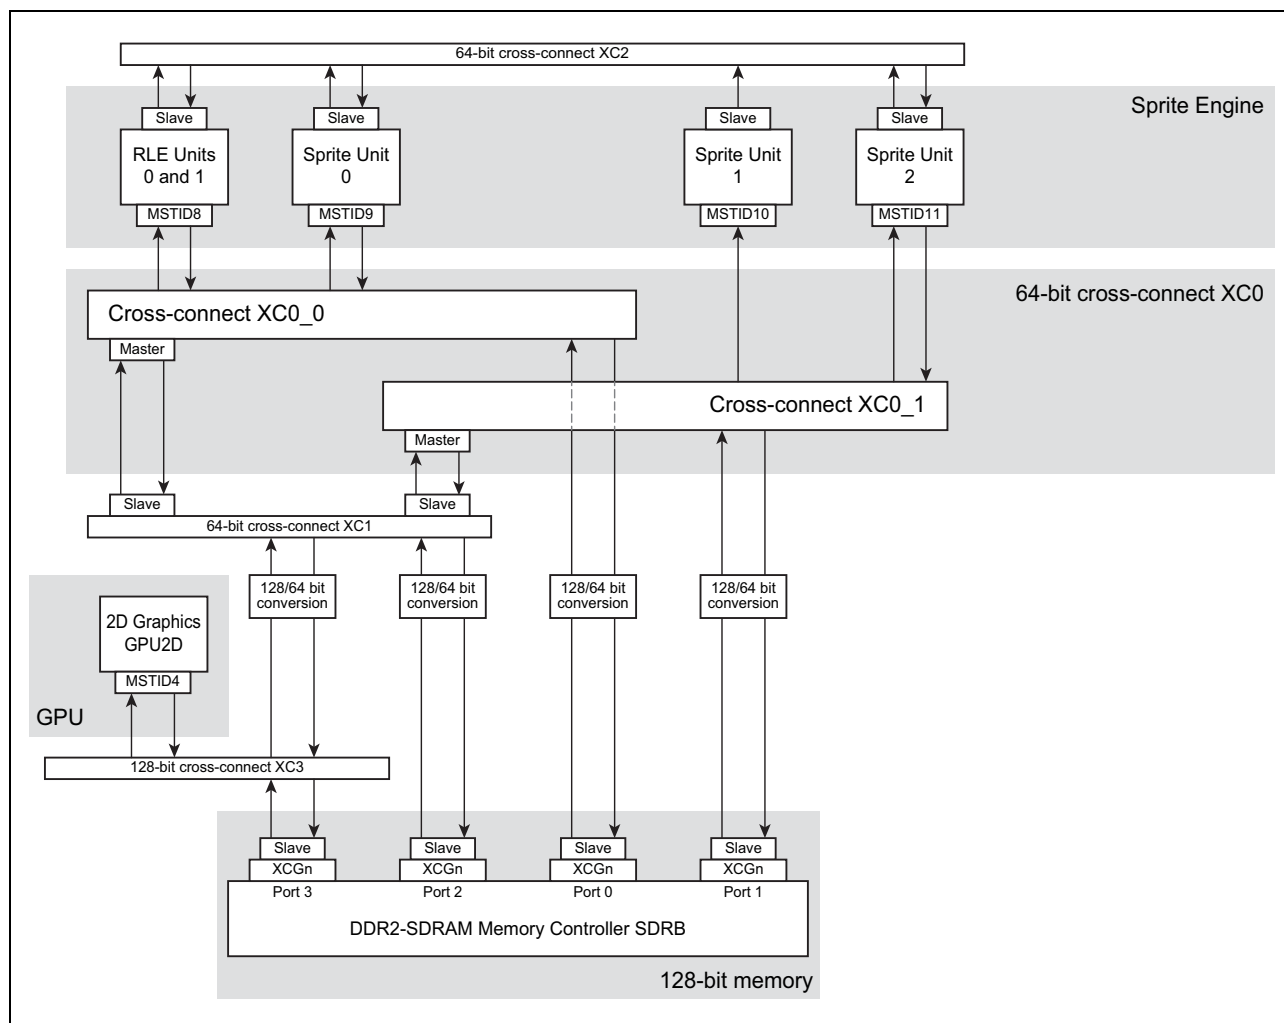 64-bit cross-connect XC2
Sprite Engine
Slave
Slave
Slave
Slave
RLE Units
0 and 1
Sprite Unit
0
Sprite Unit
1
Sprite Unit
2
MSTID8
MSTID9
MSTID10
MSTID11
64-bit cross-connect XC0
Cross-connect XC0_0
Master
Cross-connect XC0_1
Master
Slave
Slave
64-bit cross-connect XC1
128/64 bit
conversion
128/64 bit
conversion
128/64 bit
conversion
128/64 bit
conversion
2D Graphics
GPU2D
MSTID4
GPU
128-bit cross-connect XC3
Slave
Slave
Slave
Slave
XCGn
XCGn
XCGn
XCGn
Port 3
Port 2
Port 0
Port 1
DDR2-SDRAM Memory Controller SDRB
128-bit memory